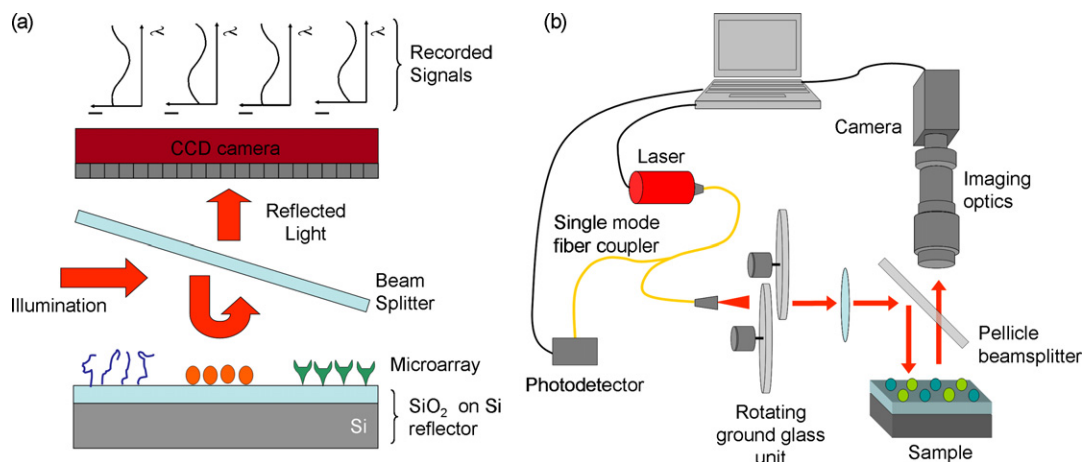 (a)
λ
λ
λ
λ
I
I
I
I
Recorded
Signals
CCD camera
Reflected
Light
Beam
Splitter
Illumination
Microarray
SiO₂ on Si
reflector
Si
(b)
Camera
Laser
Imaging
optics
Single mode
fiber coupler
Pellicle
beamsplitter
Photodetector
Rotating
ground glass
unit
Sample